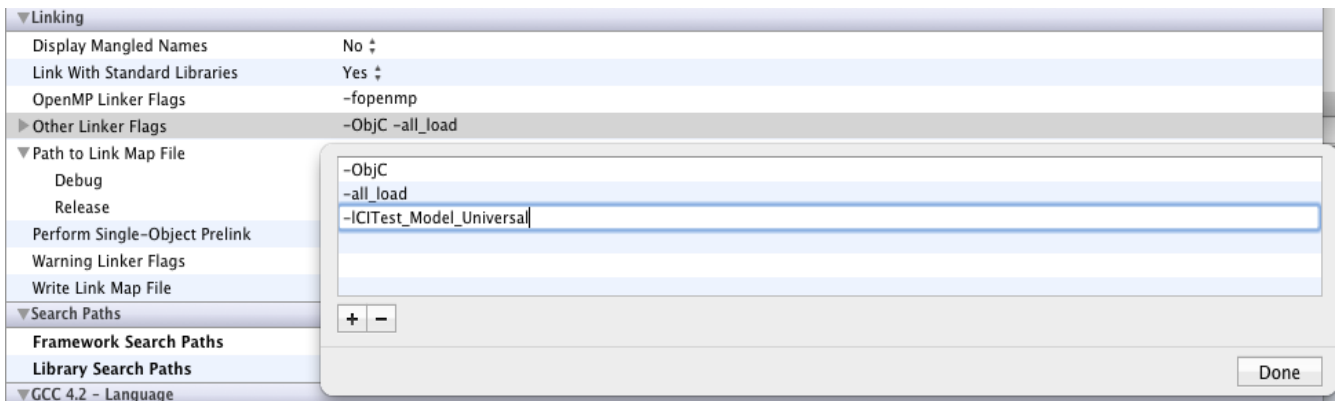 Linking
Display Mangled Names No
Link With Standard Libraries Yes
OpenMP Linker Flags -fopenmp
Other Linker Flags -ObjC -all_load
Path to Link Map File
-ObjC
Debug
-all_load
Release
-lCITest_Model_Universal
Perform Single-Object Prelink
Warning Linker Flags
Write Link Map File
Search Paths
+ -
Framework Search Paths
Library Search Paths
Done
GCC 4.2 - Language